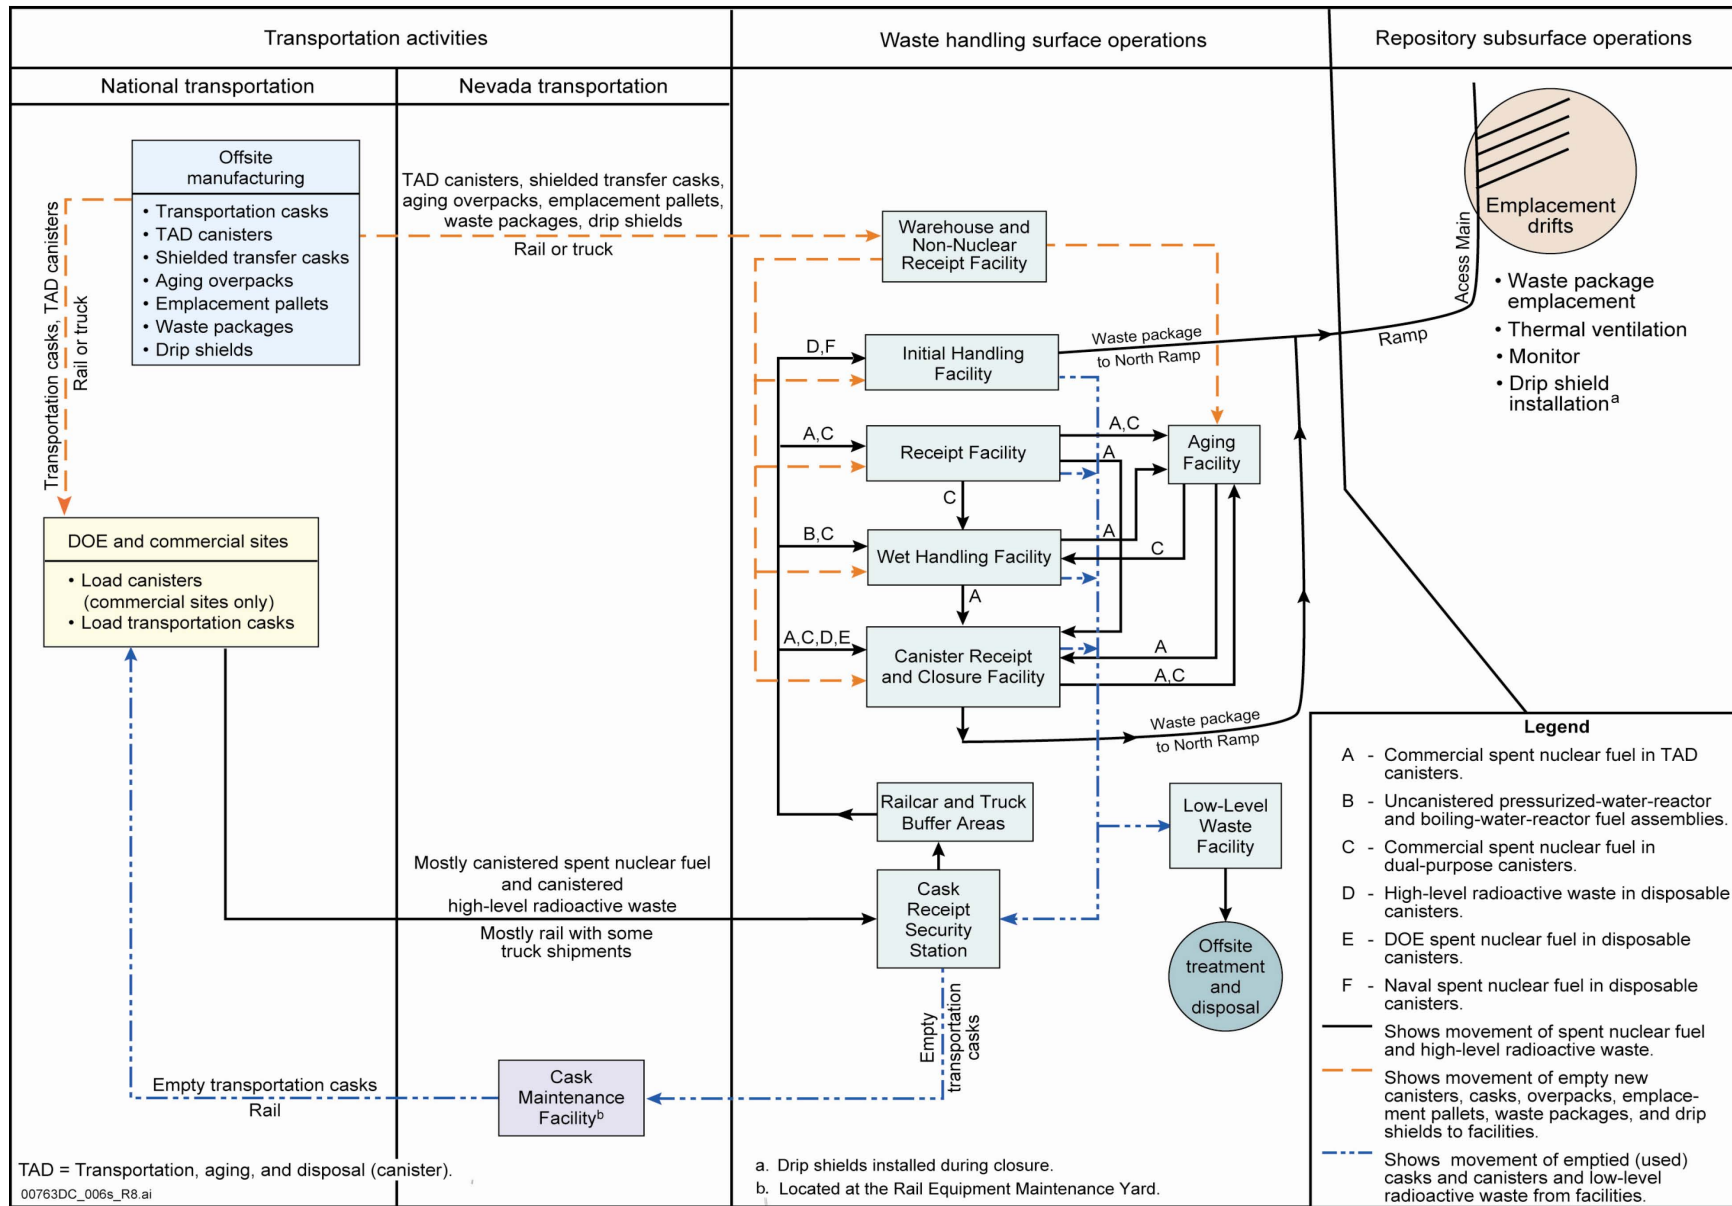 Transportation activities
Waste handling surface operations
Repository subsurface operations
National transportation
Nevada transportation
Offsite
manufacturing
• Transportation casks
• TAD canisters
• Shielded transfer casks
• Aging overpacks
• Emplacement pallets
• Waste packages
• Drip shields
Transportation casks, TAD canisters
Rail or truck
TAD canisters, shielded transfer casks,
aging overpacks, emplacement pallets,
waste packages, drip shields
Rail or truck
DOE and commercial sites
• Load canisters
(commercial sites only)
• Load transportation casks
Mostly canistered spent nuclear fuel
and canistered
high-level radioactive waste
Mostly rail with some
truck shipments
Empty transportation casks
Rail
Cask
Maintenance
Facilityb
Warehouse and
Non-Nuclear
Receipt Facility
D,F
Initial Handling
Facility
Waste package
to North Ramp
A,C
Receipt Facility
A,C
A
Aging
Facility
C
B,C
Wet Handling Facility
A
C
A
A,C,D,E
Canister Receipt
and Closure Facility
A
A,C
Waste package
to North Ramp
Railcar and Truck
Buffer Areas
Cask
Receipt
Security
Station
Empty
transportation
casks
Low-Level
Waste
Facility
Offsite
treatment
and
disposal
Ramp
Acess Main
Emplacement
drifts
• Waste package
emplacement
• Thermal ventilation
• Monitor
• Drip shield
installationa
Legend
A - Commercial spent nuclear fuel in TAD
canisters.
B - Uncanistered pressurized-water-reactor
and boiling-water-reactor fuel assemblies.
C - Commercial spent nuclear fuel in
dual-purpose canisters.
D - High-level radioactive waste in disposable
canisters.
E - DOE spent nuclear fuel in disposable
canisters.
F - Naval spent nuclear fuel in disposable
canisters.
Shows movement of spent nuclear fuel
and high-level radioactive waste.
Shows movement of empty new
canisters, casks, overpacks, emplace-
ment pallets, waste packages, and drip
shields to facilities.
Shows movement of emptied (used)
casks and canisters and low-level
radioactive waste from facilities.
TAD = Transportation, aging, and disposal (canister).
00763DC_006s_R8.ai
a. Drip shields installed during closure.
b. Located at the Rail Equipment Maintenance Yard.